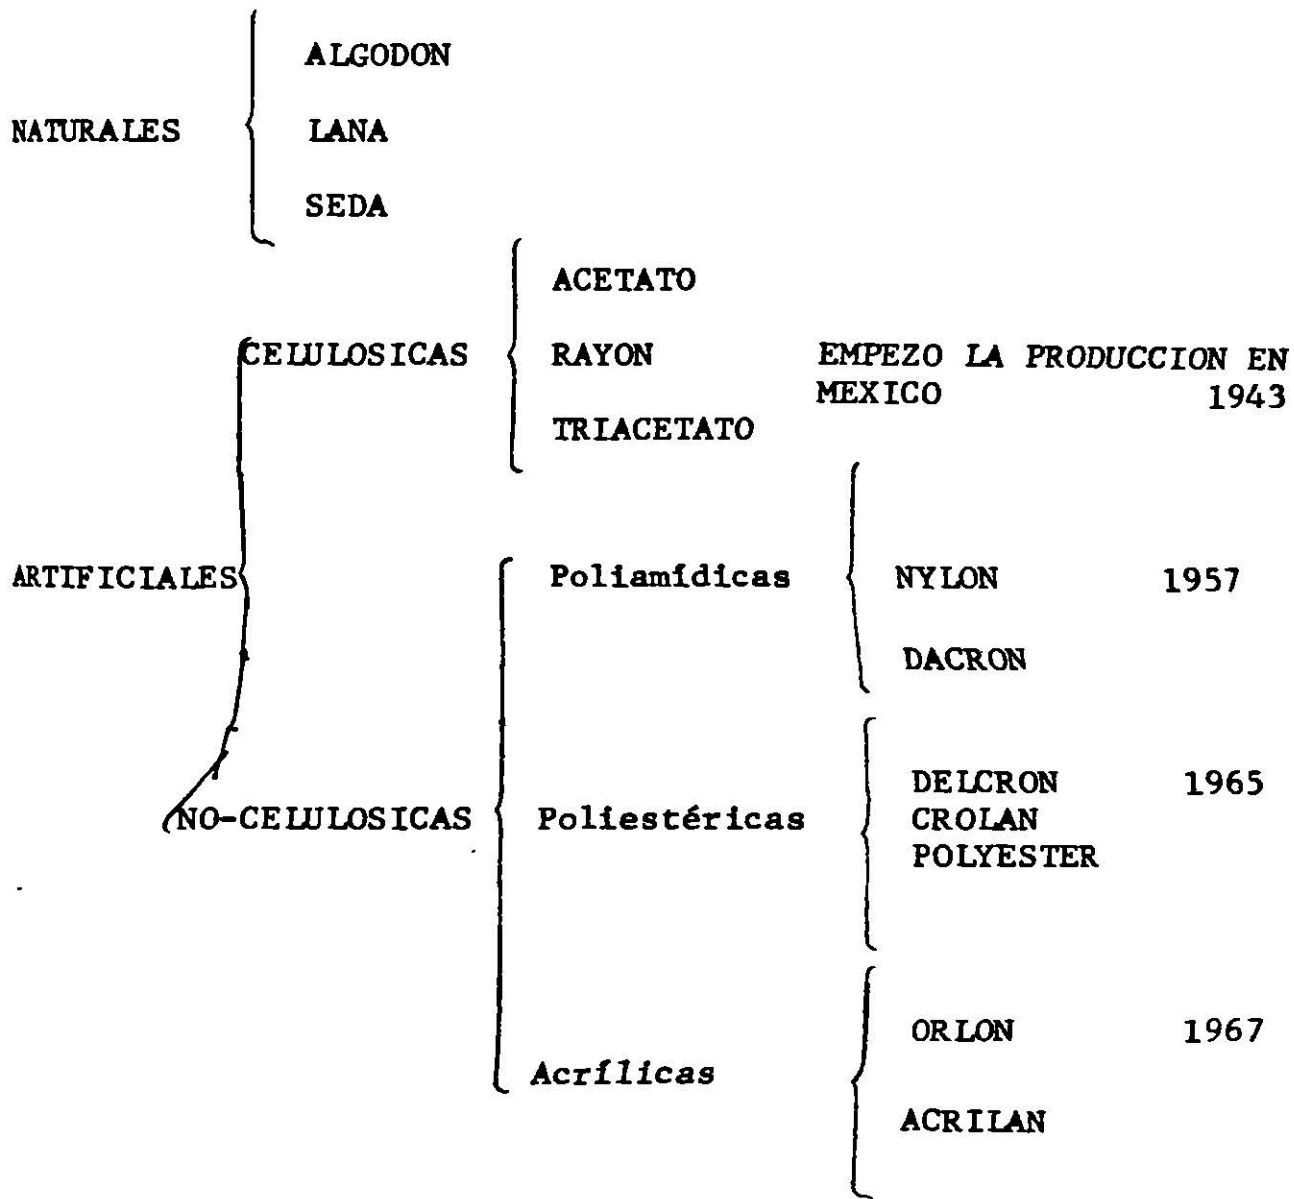 ALGODON
NATURALES LANA
SEDA
ACETATO
CELULOSICAS RAYON EMPEZO LA PRODUCCION EN
MEXICO 1943
TRIACETATO
ARTIFICIALES Poliamídicas NYLON 1957
DACRON
DELCRON 1965
NO-CELULOSICAS Poliestéricas CROLAN
POLYESTER
ORLON 1967
Acrílicas
ACRILAN